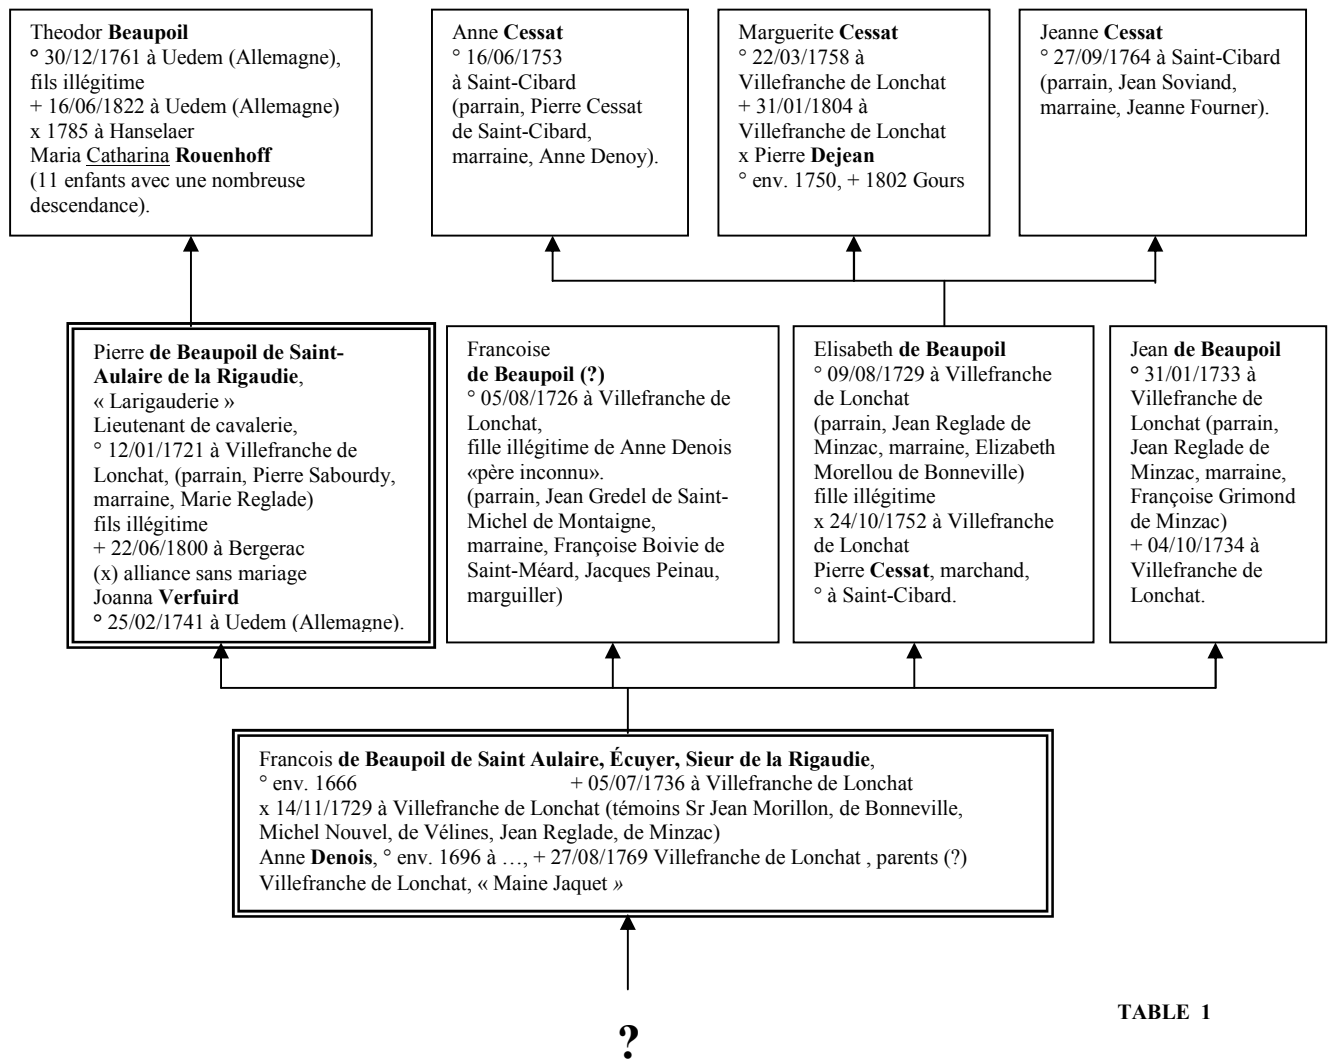 Theodor Beaupoil
° 30/12/1761 à Uedem (Allemagne),
fils illégitime
+ 16/06/1822 à Uedem (Allemagne)
x 1785 à Hanselaer
Maria Catharina Rouenhoff
(11 enfants avec une nombreuse
descendance).
Anne Cessat
° 16/06/1753
à Saint-Cibard
(parrain, Pierre Cessat
de Saint-Cibard,
marraine, Anne Denoy).
Marguerite Cessat
° 22/03/1758 à
Villefranche de Lonchat
+ 31/01/1804 à
Villefranche de Lonchat
x Pierre Dejean
° env. 1750, + 1802 Gours
Jeanne Cessat
° 27/09/1764 à Saint-Cibard
(parrain, Jean Soviand,
marraine, Jeanne Fourner).
Pierre de Beaupoil de Saint-
Aulaire de la Rigaudie,
« Larigauderie »
Lieutenant de cavalerie,
° 12/01/1721 à Villefranche de
Lonchat, (parrain, Pierre Sabourdy,
marraine, Marie Reglade)
fils illégitime
+ 22/06/1800 à Bergerac
(x) alliance sans mariage
Joanna Verfuird
° 25/02/1741 à Uedem (Allemagne).
Francoise
de Beaupoil (?)
° 05/08/1726 à Villefranche de
Lonchat,
fille illégitime de Anne Denois
«père inconnu».
(parrain, Jean Gredel de Saint-
Michel de Montaigne,
marraine, Françoise Boivie de
Saint-Méard, Jacques Peinau,
marguiller)
Elisabeth de Beaupoil
° 09/08/1729 à Villefranche
de Lonchat
(parrain, Jean Reglade de
Minzac, marraine, Elizabeth
Morellou de Bonneville)
fille illégitime
x 24/10/1752 à Villefranche
de Lonchat
Pierre Cessat, marchand,
° à Saint-Cibard.
Jean de Beaupoil
° 31/01/1733 à
Villefranche de
Lonchat (parrain,
Jean Reglade de
Minzac, marraine,
Françoise Grimond
de Minzac)
+ 04/10/1734 à
Villefranche de
Lonchat.
Francois de Beaupoil de Saint Aulaire, Écuyer, Sieur de la Rigaudie,
° env. 1666 + 05/07/1736 à Villefranche de Lonchat
x 14/11/1729 à Villefranche de Lonchat (témoins Sr Jean Morillon, de Bonneville,
Michel Nouvel, de Vélines, Jean Reglade, de Minzac)
Anne Denois, ° env. 1696 à …, + 27/08/1769 Villefranche de Lonchat , parents (?)
Villefranche de Lonchat, « Maine Jaquet »
?
TABLE 1